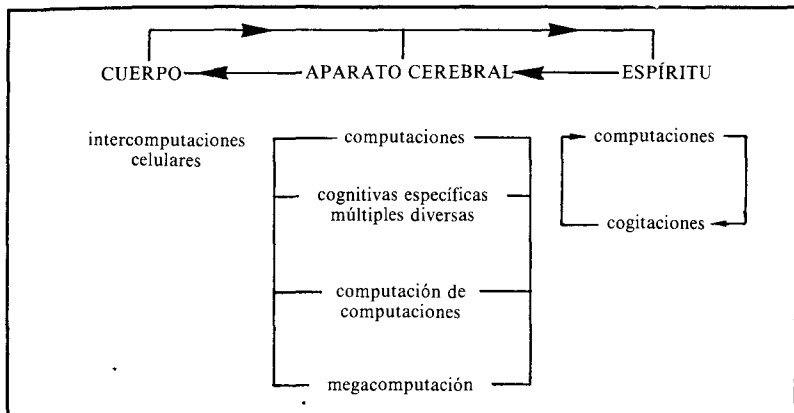 CUERPO APARATO CEREBRAL ESPÍRITU
intercomputaciones
celulares
computaciones
cognitivas específicas
múltiples diversas
computación de
computaciones
megacomputación
computaciones
cogitaciones